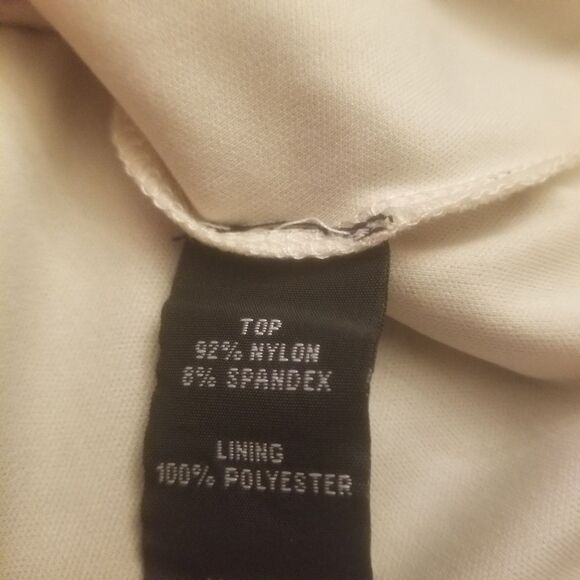 TOP
92% NYLON
8% SPANDEX
LINING
100% POLYESTER